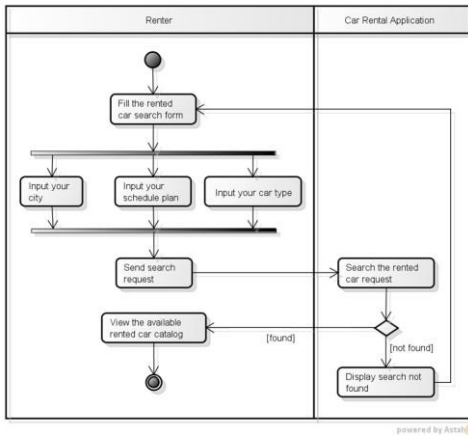 Renter
Car Rental Application
Fill the rented
car search form
Input your
city
Input your
schedule plan
Input your car type
Send search
request
Search the rented
car request
View the available
rented car catalog
[found]
[not found]
Display search not
found
powered by Astah